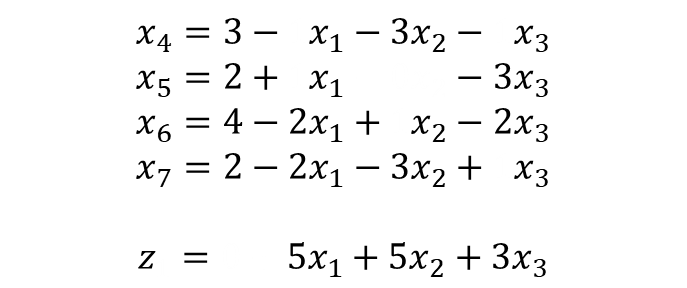 x₄ = 3 − x₁ − 3x₂ − x₃
x₅ = 2 + x₁ − 3x₃
x₆ = 4 − 2x₁ + x₂ − 2x₃
x₇ = 2 − 2x₁ − 3x₂ + x₃
z = 5x₁ + 5x₂ + 3x₃